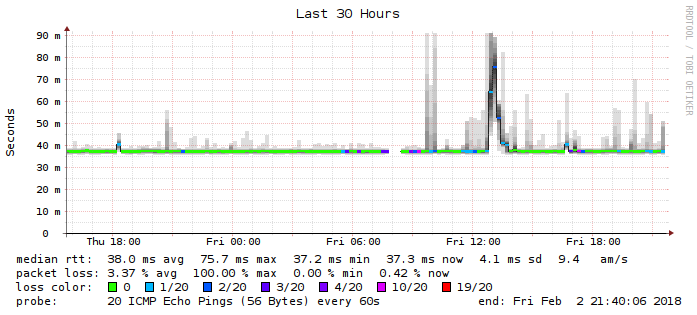 Last 30 Hours
RRDTOOL / TOBI OETIKER
Seconds
90 m
80 m
70 m
60 m
50 m
40 m
30 m
20 m
10 m
0
Thu 18:00 Fri 00:00 Fri 06:00 Fri 12:00 Fri 18:00
median rtt: 38.0 ms avg 75.7 ms max 37.2 ms min 37.3 ms now 4.1 ms sd 9.4 am/s
packet loss: 3.37 % avg 100.00 % max 0.00 % min 0.42 % now
loss color: 0 1/20 2/20 3/20 4/20 10/20 19/20
probe: 20 ICMP Echo Pings (56 Bytes) every 60s end: Fri Feb 2 21:40:06 2018